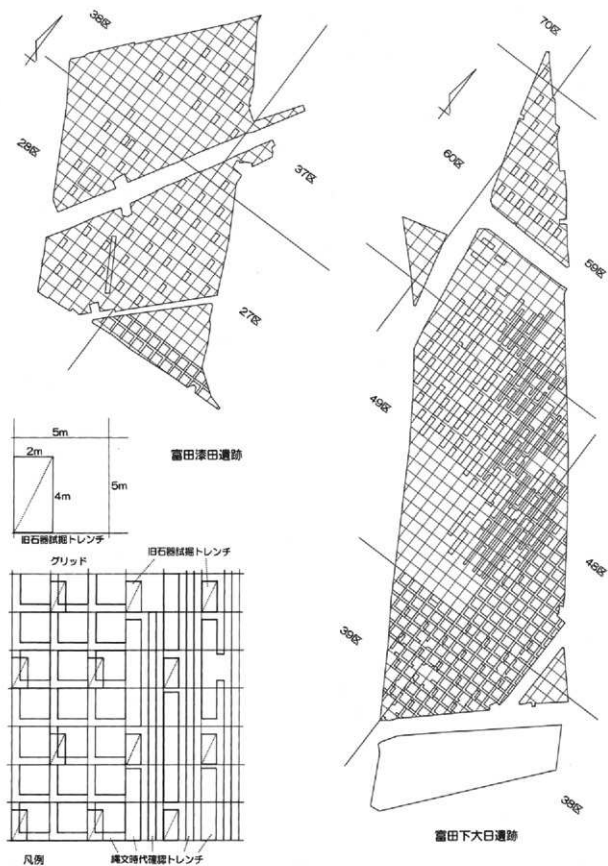 38区
28区
37区
27区
富田漆田遺跡
5m
2m
4m
5m
旧石器試掘トレンチ
グリッド
旧石器試掘トレンチ
縄文時代確認トレンチ
凡例
70区
60区
59区
49区
48区
39区
38区
富田下大日遺跡